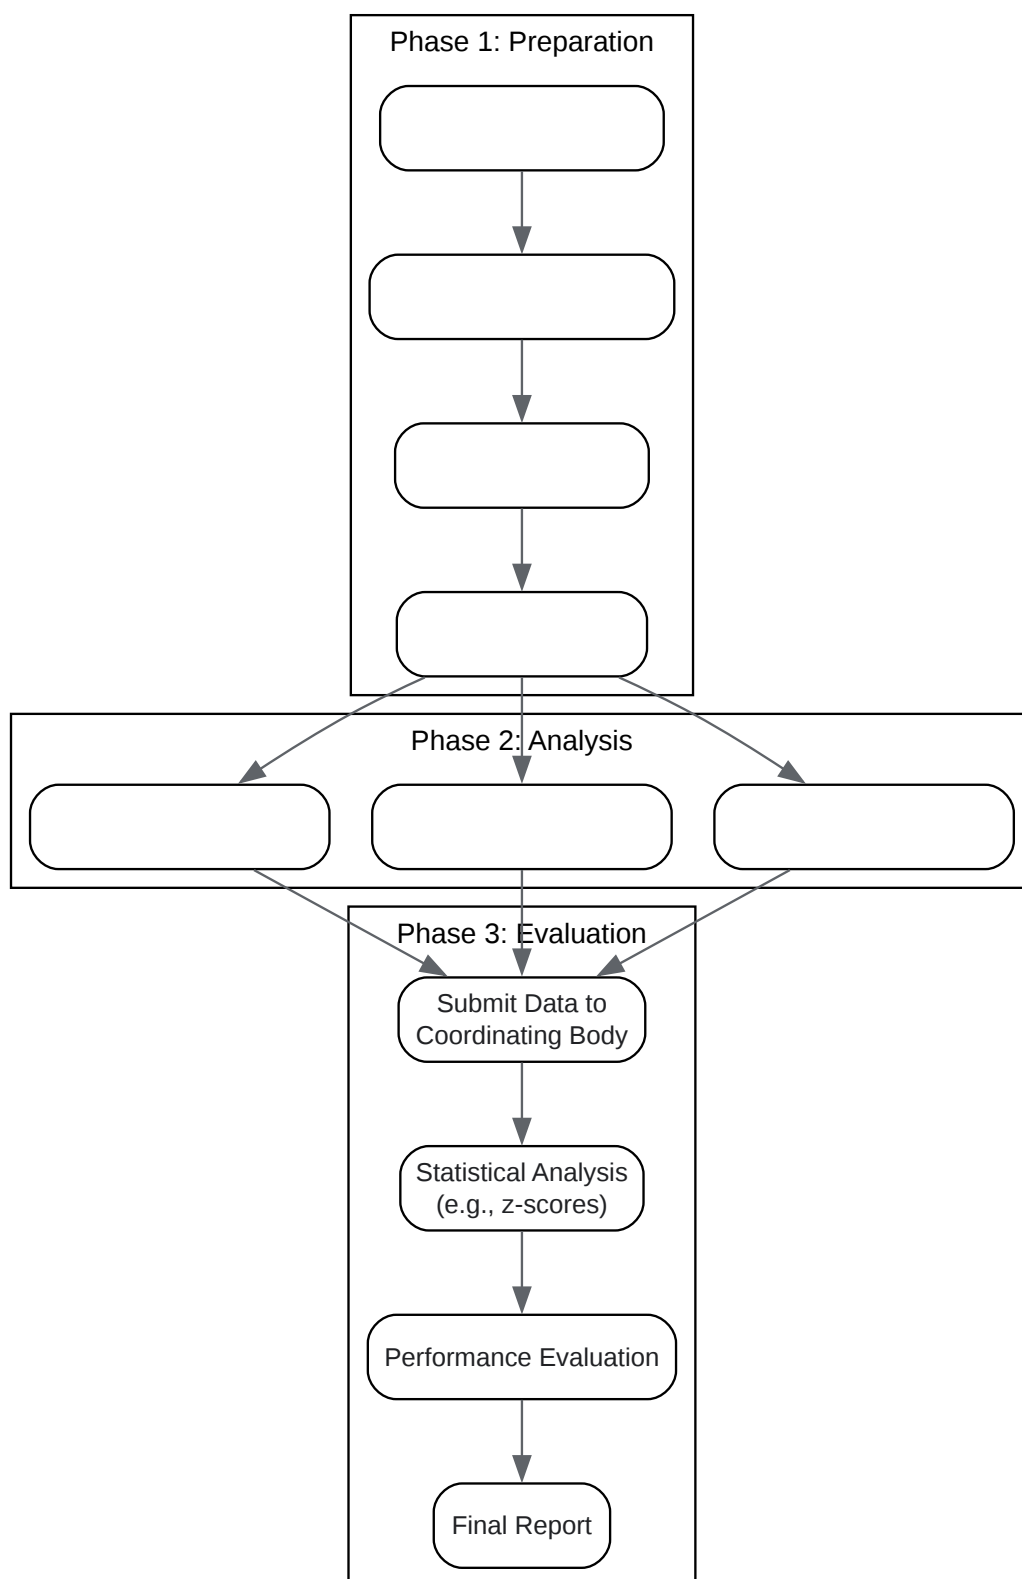 Phase 1: Preparation
Phase 2: Analysis
Phase 3: Evaluation
Submit Data to
Coordinating Body
Statistical Analysis
(e.g., z-scores)
Performance Evaluation
Final Report